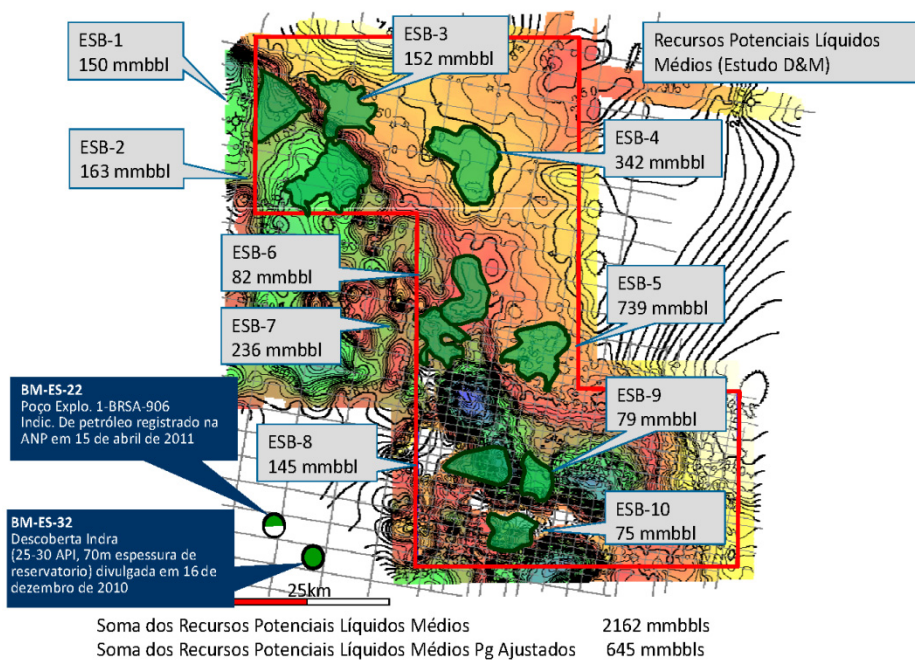 ESB-1
150 mmbbl
ESB-3
152 mmbbl
Recursos Potenciais Líquidos
Médios (Estudo D&M)
ESB-2
163 mmbbl
ESB-4
342 mmbbl
ESB-6
82 mmbbl
ESB-5
739 mmbbl
ESB-7
236 mmbbl
BM-ES-22
Poço Explo. 1-BRSA-906
Indic. De petróleo registrado na
ANP em 15 de abril de 2011
ESB-9
79 mmbbl
ESB-8
145 mmbbl
ESB-10
75 mmbbl
BM-ES-32
Descoberta Indra
(25-30 API, 70m espessura de
reservatorio) divulgada em 16 de
dezembro de 2010
25km
Soma dos Recursos Potenciais Líquidos Médios 2162 mmbbls
Soma dos Recursos Potenciais Líquidos Médios Pg Ajustados 645 mmbbls